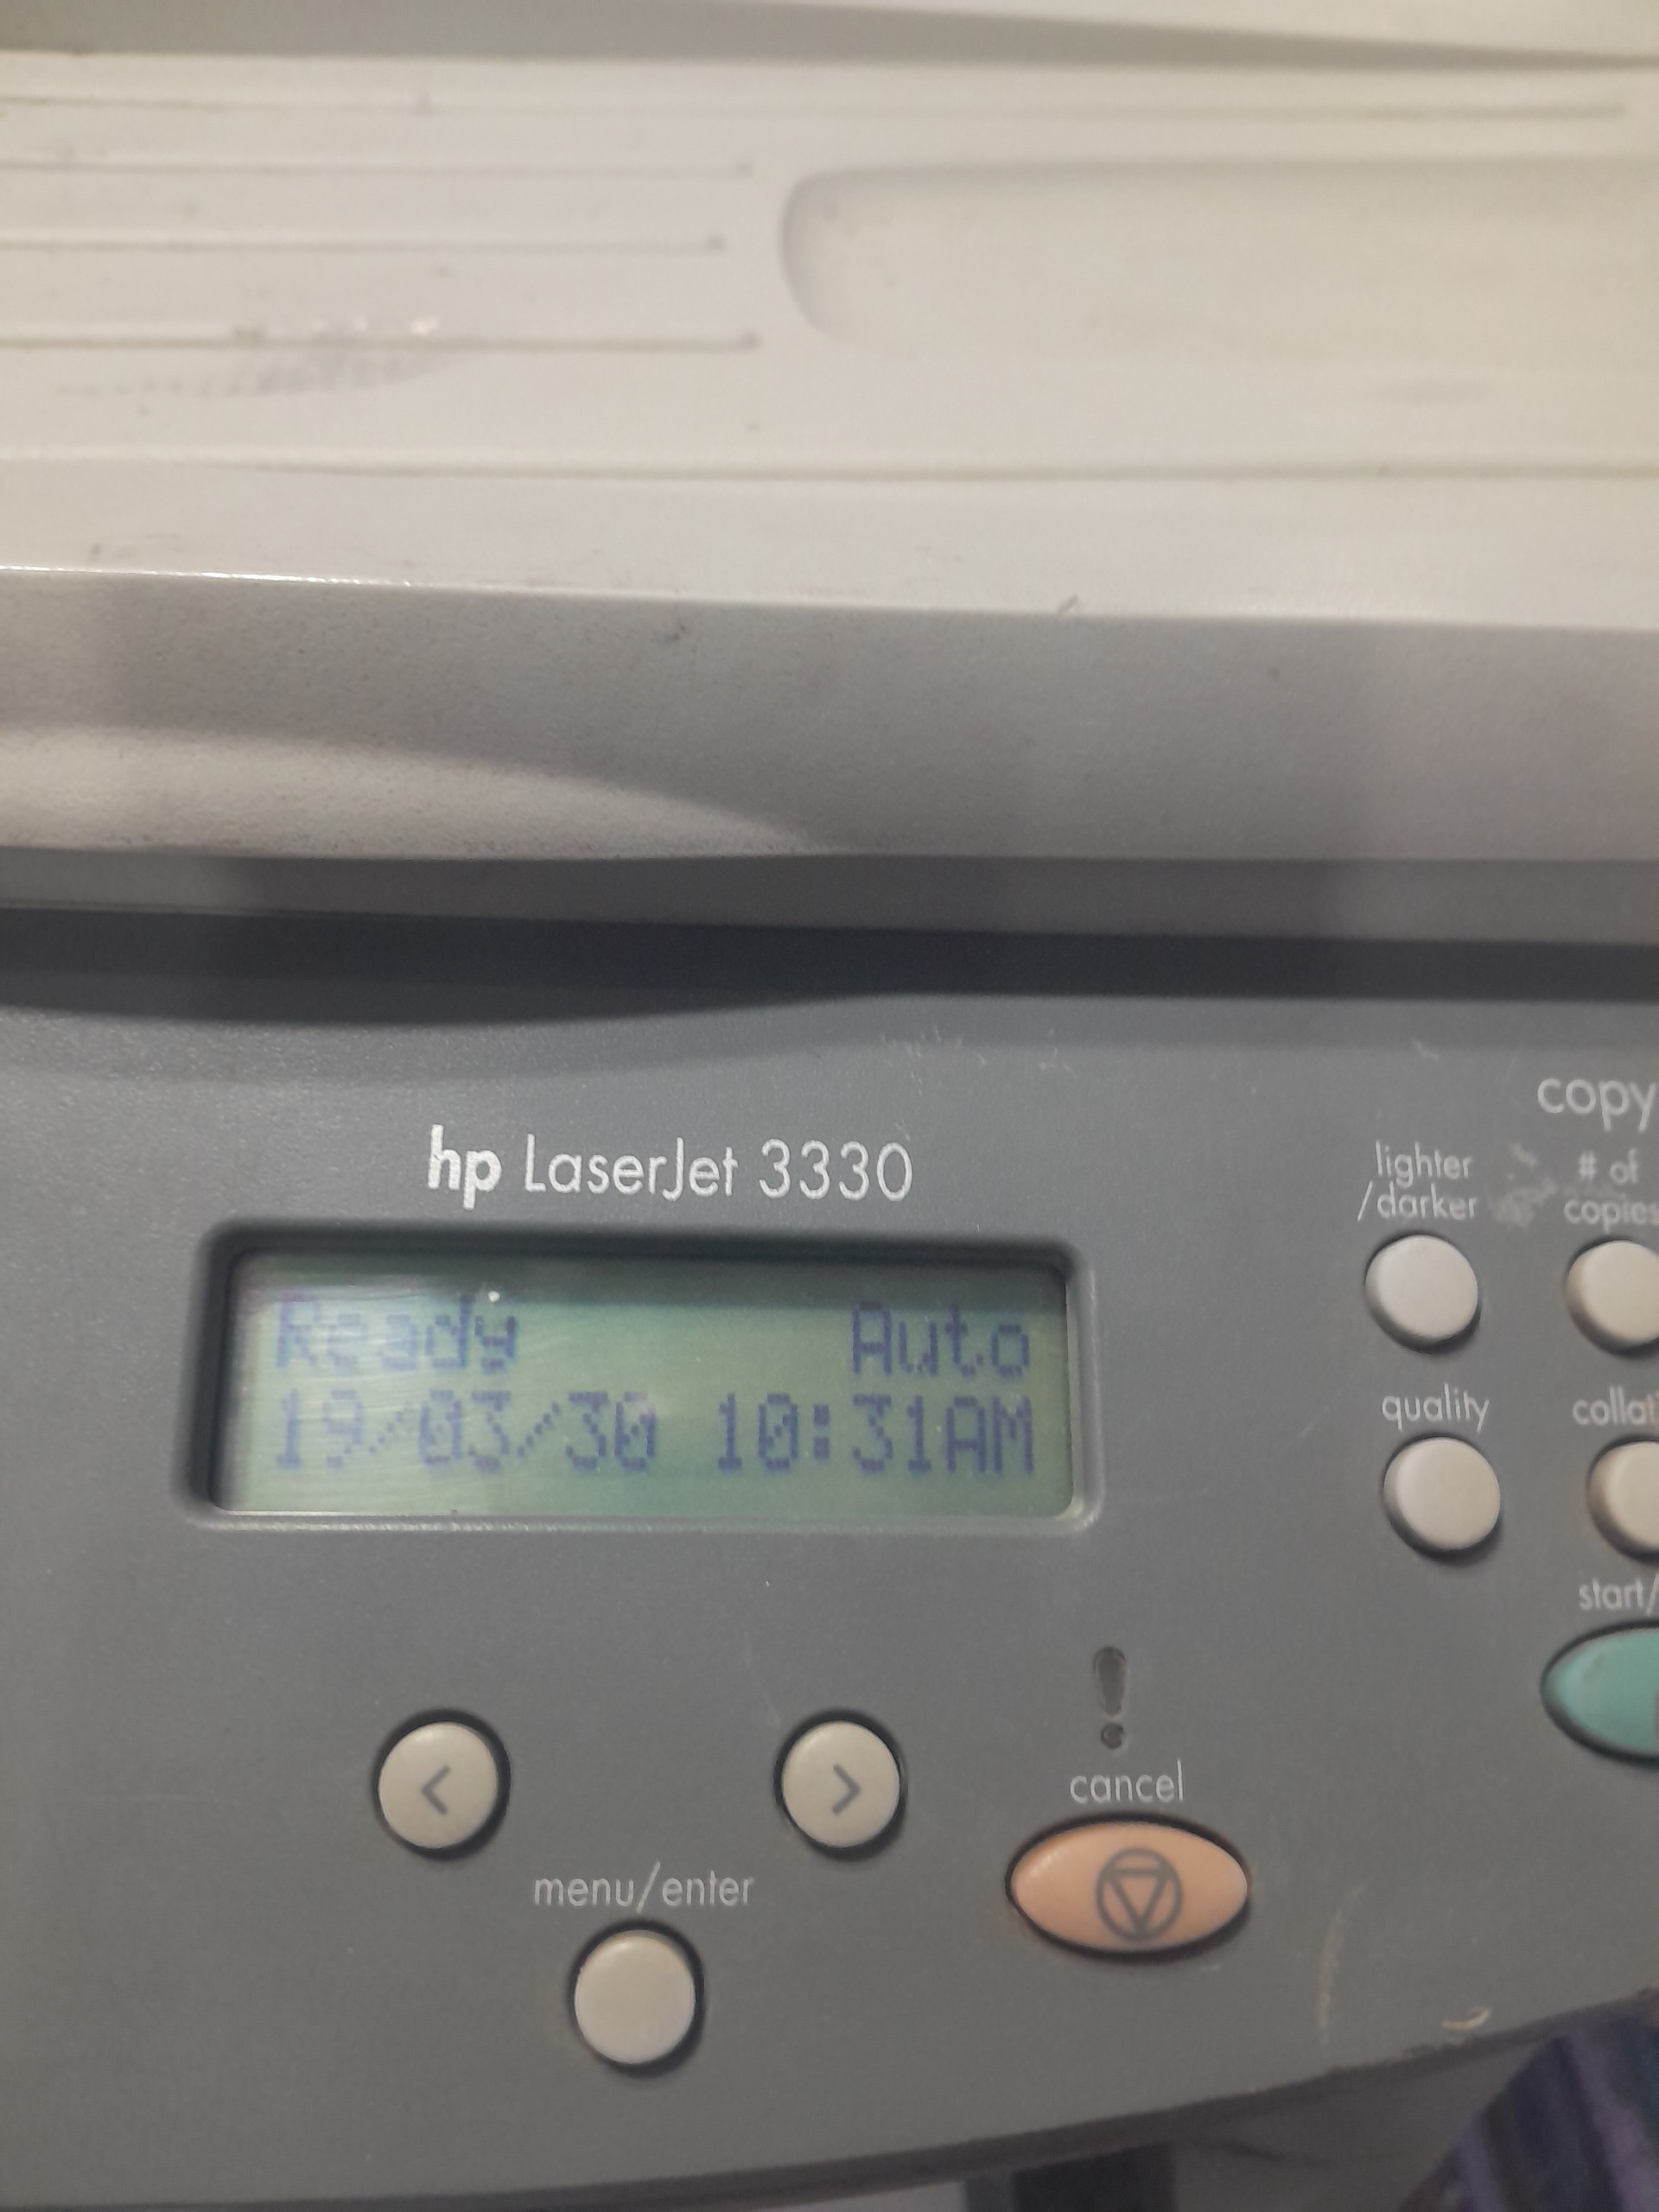 hp LaserJet 3330
Ready Auto
19/03/30 10:31AM
copy
lighter
/darker
# of
copies
quality
collat
start/
<
>
cancel
menu/enter